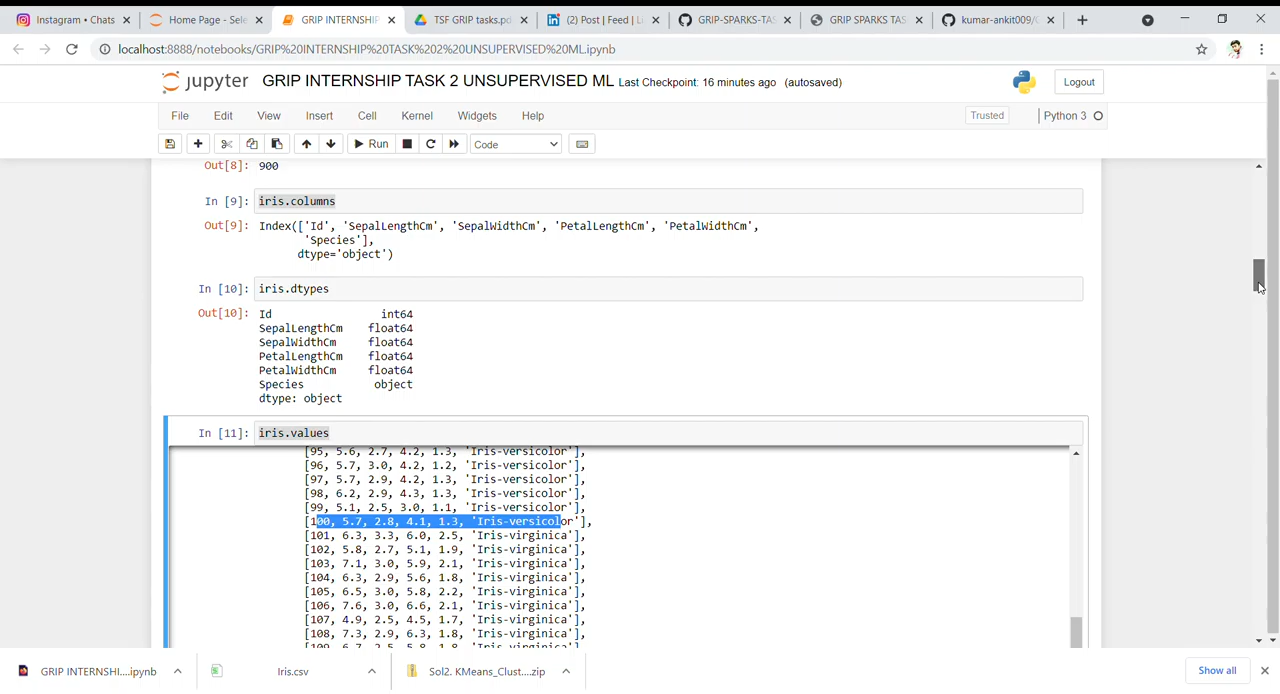 Instagram • Chats
Home Page - Sele
GRIP INTERNSHIP
TSF GRIP tasks.pd
(2) Post | Feed | Li
GRIP-SPARKS-TAS
GRIP SPARKS TAS
kumar-ankit009/G
localhost:8888/notebooks/GRIP%20INTERNSHIP%20TASK%202%20UNSUPERVISED%20ML.ipynb
jupyter GRIP INTERNSHIP TASK 2 UNSUPERVISED ML Last Checkpoint: 16 minutes ago (autosaved)
Logout
File Edit View Insert Cell Kernel Widgets Help
Trusted
Python 3
Run
Code
Out[8]: 900
In [9]: iris.columns
Out[9]: Index(['Id', 'SepalLengthCm', 'SepalWidthCm', 'PetalLengthCm', 'PetalWidthCm',
'Species'],
dtype='object')
In [10]: iris.dtypes
Out[10]: Id int64
SepalLengthCm float64
SepalWidthCm float64
PetalLengthCm float64
PetalWidthCm float64
Species object
dtype: object
In [11]: iris.values
[95, 5.6, 2.7, 4.2, 1.3, 'Iris-versicolor'],
[96, 5.7, 3.0, 4.2, 1.2, 'Iris-versicolor'],
[97, 5.7, 2.9, 4.2, 1.3, 'Iris-versicolor'],
[98, 6.2, 2.9, 4.3, 1.3, 'Iris-versicolor'],
[99, 5.1, 2.5, 3.0, 1.1, 'Iris-versicolor'],
[100, 5.7, 2.8, 4.1, 1.3, 'Iris-versicolor'],
[101, 6.3, 3.3, 6.0, 2.5, 'Iris-virginica'],
[102, 5.8, 2.7, 5.1, 1.9, 'Iris-virginica'],
[103, 7.1, 3.0, 5.9, 2.1, 'Iris-virginica'],
[104, 6.3, 2.9, 5.6, 1.8, 'Iris-virginica'],
[105, 6.5, 3.0, 5.8, 2.2, 'Iris-virginica'],
[106, 7.6, 3.0, 6.6, 2.1, 'Iris-virginica'],
[107, 4.9, 2.5, 4.5, 1.7, 'Iris-virginica'],
[108, 7.3, 2.9, 6.3, 1.8, 'Iris-virginica'],
[109, 6.7, 2.5, 5.8, 1.8, 'Iris-virginica'],
GRIP INTERNSHI....ipynb
Iris.csv
Sol2. KMeans_Clust....zip
Show all